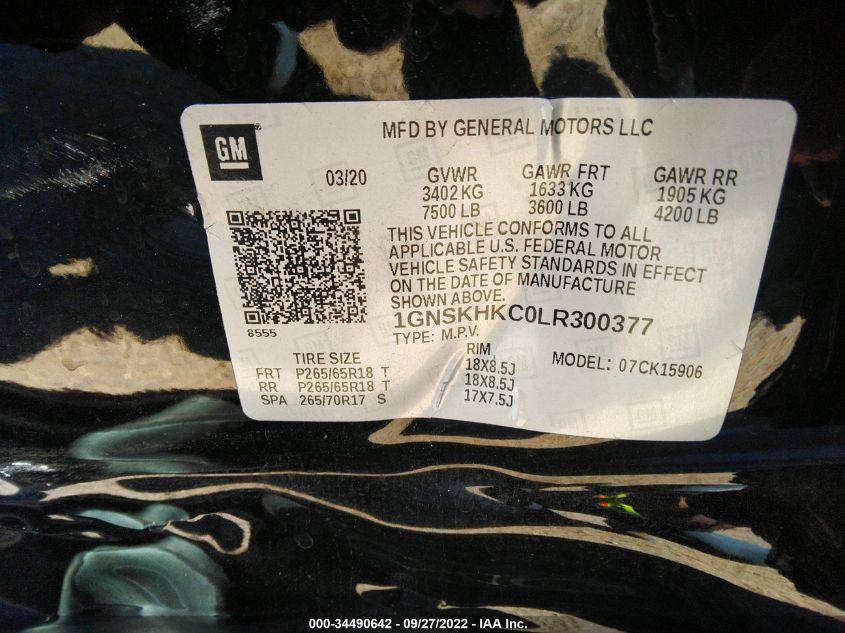 GM
MFD BY GENERAL MOTORS LLC
03/20
GVWR GAWR FRT GAWR RR
3402 KG 1633 KG 1905 KG
7500 LB 3600 LB 4200 LB
THIS VEHICLE CONFORMS TO ALL
APPLICABLE U.S. FEDERAL MOTOR
VEHICLE SAFETY STANDARDS IN EFFECT
ON THE DATE OF MANUFACTURE
SHOWN ABOVE.
1GNSKHKC0LR300377
8555
TYPE: M.P.V.
TIRE SIZE RIM
MODEL: 07CK15906
FRT P265/65R18 T 18X8.5J
RR P265/65R18 T 18X8.5J
SPA 265/70R17 S 17X7.5J
000-34490642 - 09/27/2022 - IAA Inc.